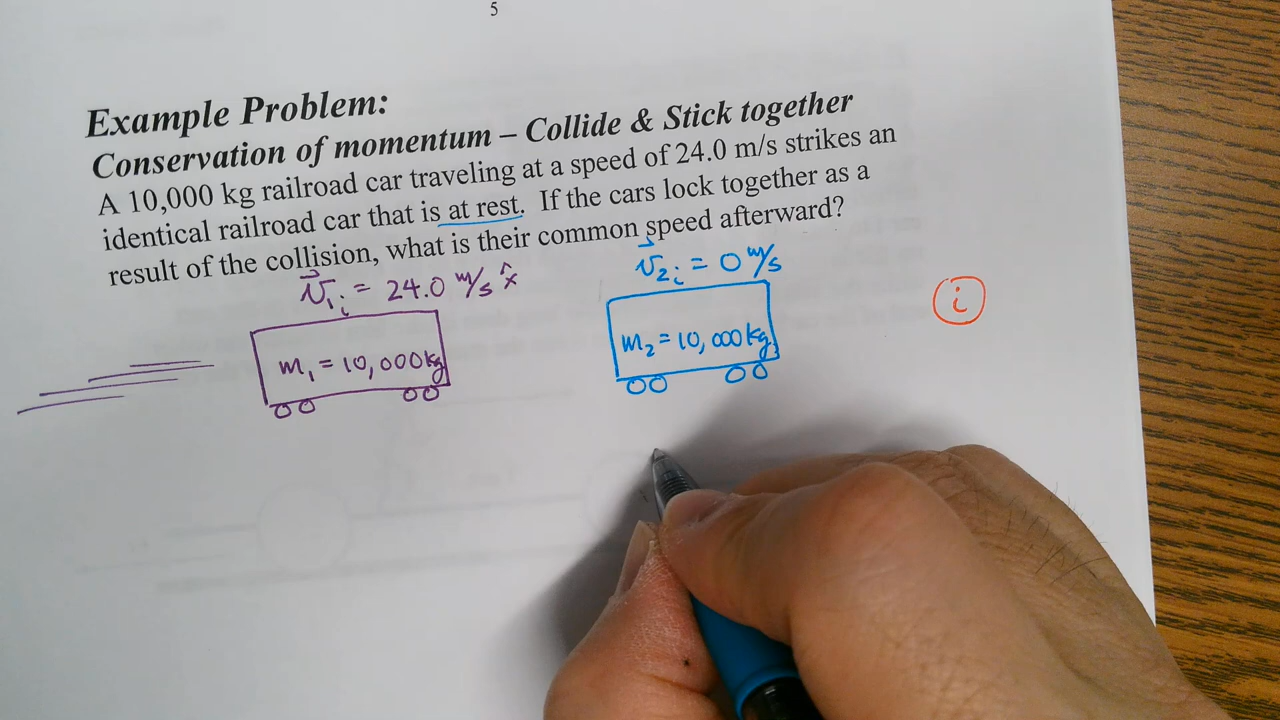 5
Example Problem:
Conservation of momentum – Collide & Stick together
A 10,000 kg railroad car traveling at a speed of 24.0 m/s strikes an
identical railroad car that is at rest. If the cars lock together as a
result of the collision, what is their common speed afterward?
v⃗₁ᵢ = 24.0 m/s x̂
v⃗₂ᵢ = 0 m/s
i
m₁ = 10,000 kg
m₂ = 10,000 kg